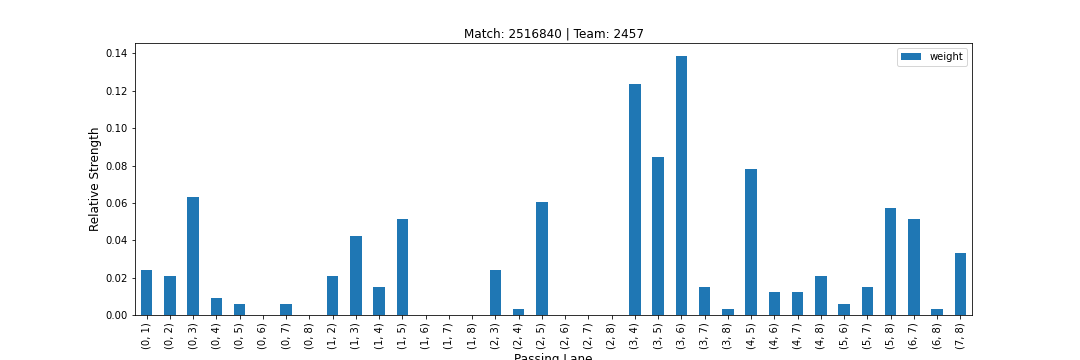 Match: 2516840 | Team: 2457
weight
Relative Strength
0.14
0.12
0.10
0.08
0.06
0.04
0.02
0.00
(0, 1) (0, 2) (0, 3) (0, 4) (0, 5) (0, 6) (0, 7) (0, 8) (1, 2) (1, 3) (1, 4) (1, 5) (1, 6) (1, 7) (1, 8) (2, 3) (2, 4) (2, 5) (2, 6) (2, 7) (2, 8) (3, 4) (3, 5) (3, 6) (3, 7) (3, 8) (4, 5) (4, 6) (4, 7) (4, 8) (5, 6) (5, 7) (5, 8) (6, 7) (6, 8) (7, 8)
Passing Lane